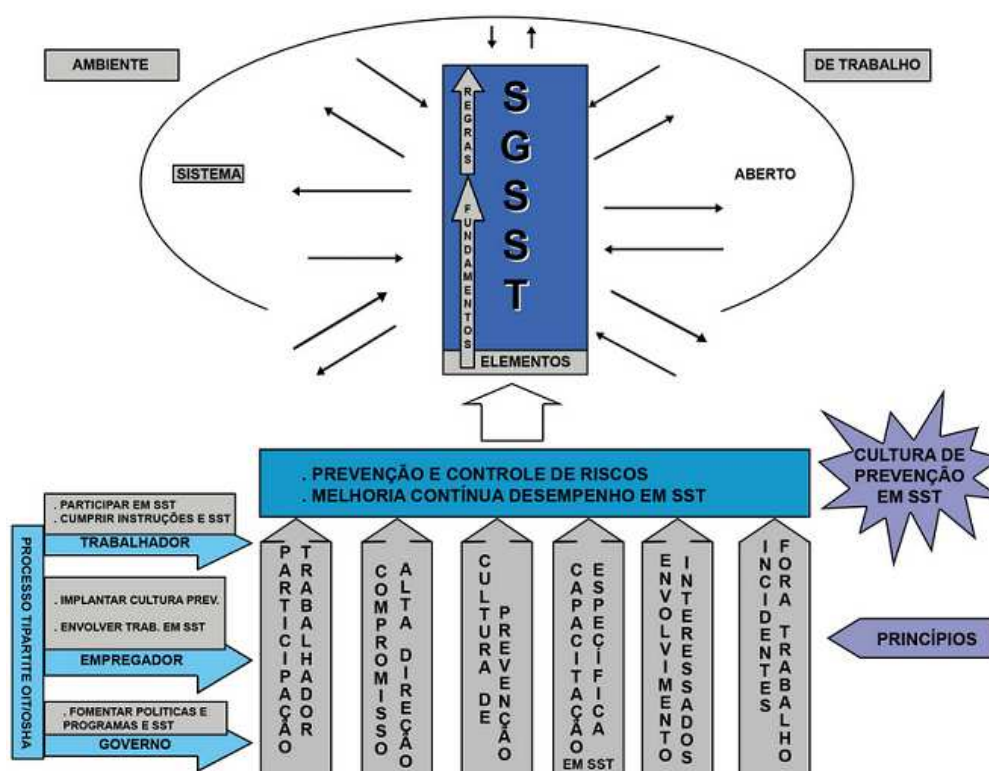 AMBIENTE
DE TRABALHO
SISTEMA
ABERTO
REGRAS
FUNDAMENTOS
SGSST
ELEMENTOS
. PREVENÇÃO E CONTROLE DE RISCOS
. MELHORIA CONTÍNUA DESEMPENHO EM SST
CULTURA DE
PREVENÇÃO
EM SST
PROCESSO TIPARTITE OIT/OSHA
. PARTICIPAR EM SST
. CUMPRIR INSTRUÇÕES E SST
TRABALHADOR
. IMPLANTAR CULTURA PREV.
. ENVOLVER TRAB. EM SST
EMPREGADOR
. FOMENTAR POLITICAS E
PROGRAMAS E SST
GOVERNO
PARTICIPAÇÃO
TRABALHADOR
COMPROMISSO
ALTA DIREÇÃO
CULTURA DE
PREVENÇÃO
CAPACITAÇÃO
ESPECÍFICA
EM SST
ENVOLVIMENTO
INTERESSADOS
INCIDENTES
FORA TRABALHO
PRINCÍPIOS